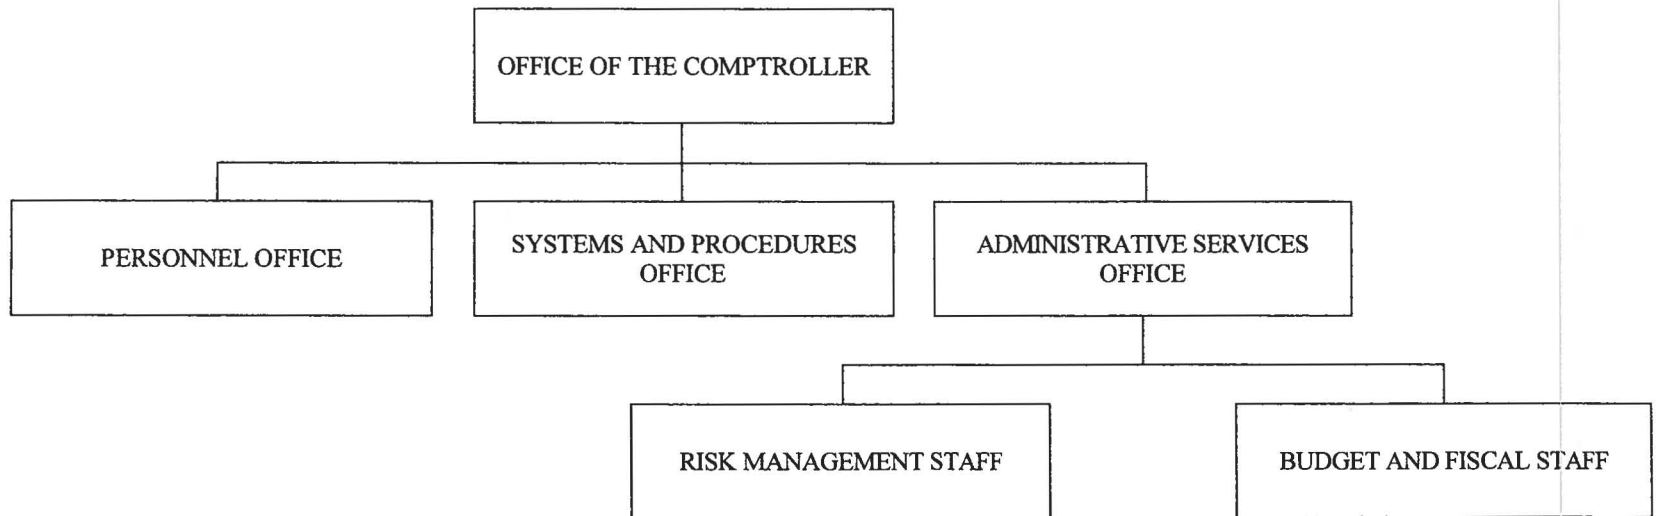 OFFICE OF THE COMPTROLLER
PERSONNEL OFFICE
SYSTEMS AND PROCEDURES
OFFICE
ADMINISTRATIVE SERVICES
OFFICE
RISK MANAGEMENT STAFF
BUDGET AND FISCAL STAFF